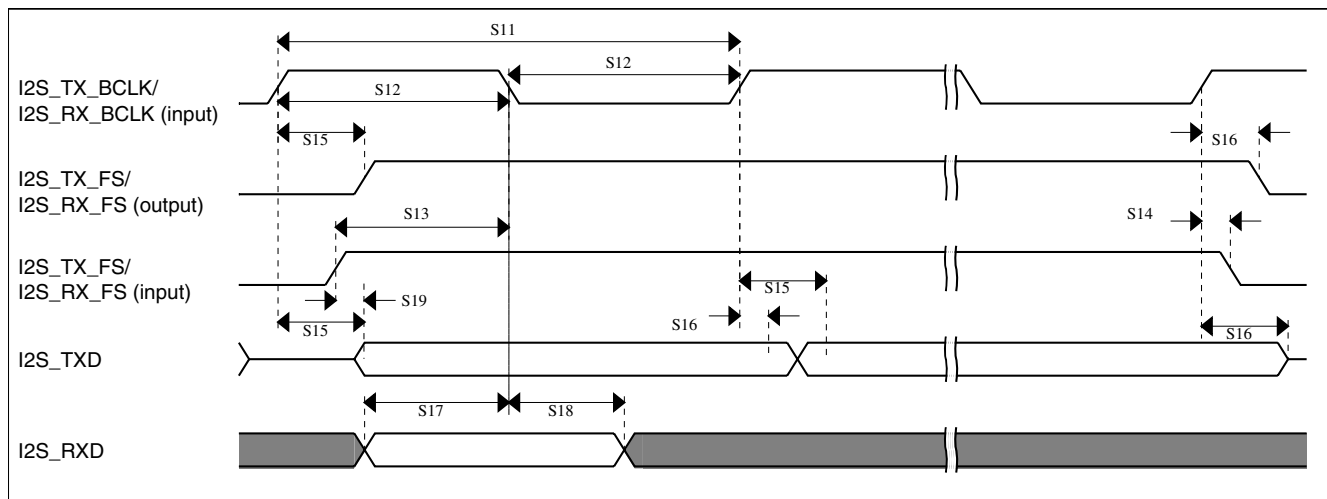 S11
S12
I2S_TX_BCLK/
I2S_RX_BCLK (input)
S12
S15
S16
I2S_TX_FS/
I2S_RX_FS (output)
S13
S14
I2S_TX_FS/
I2S_RX_FS (input)
S15
S19
S15
S16
S16
I2S_TXD
S17
S18
I2S_RXD